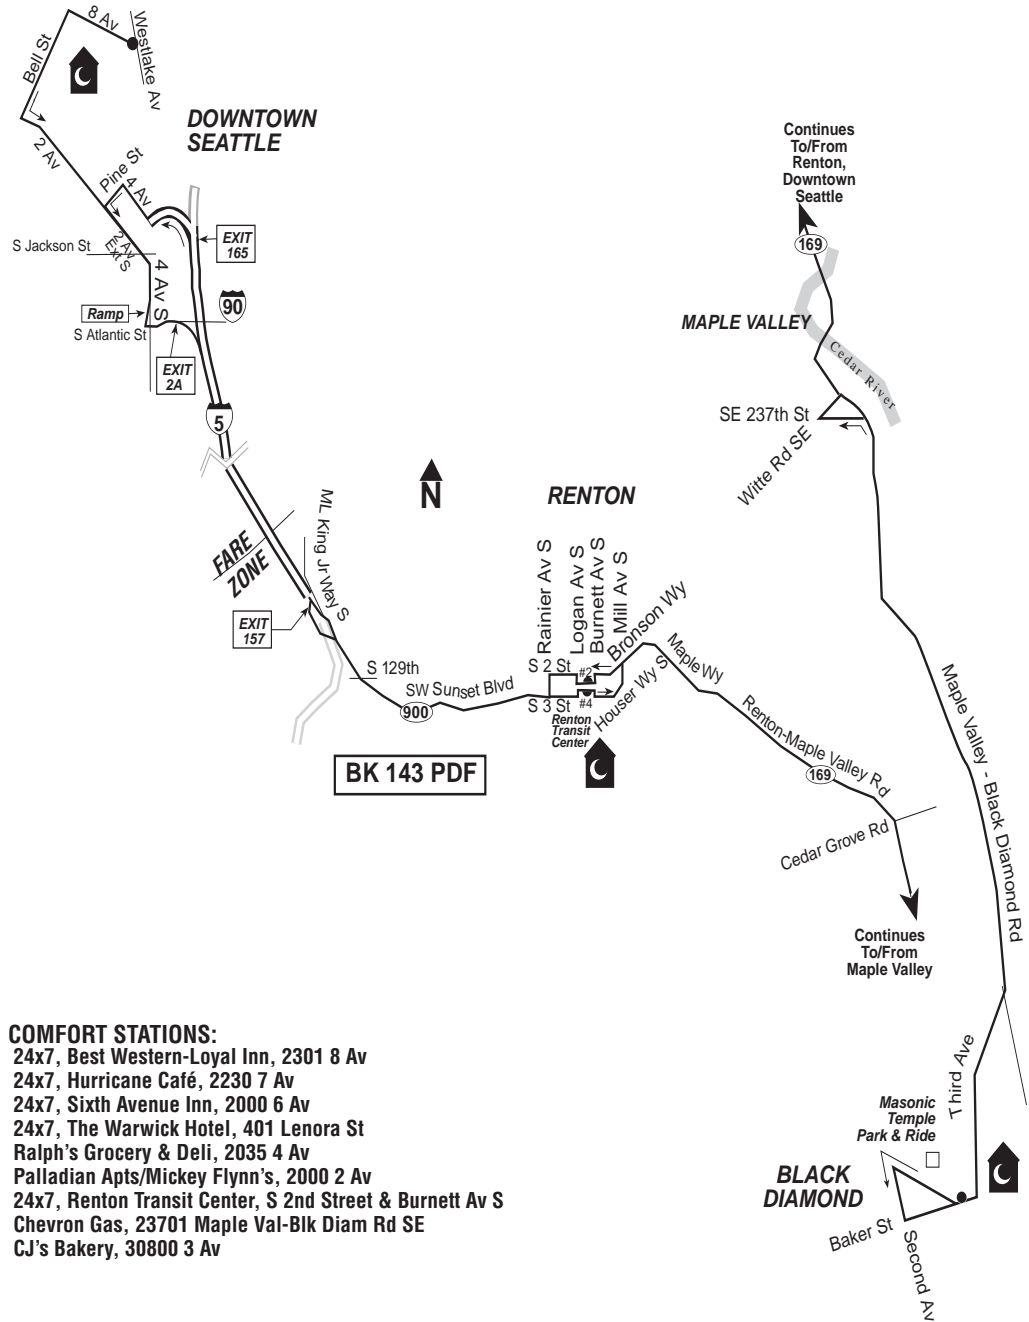 8 Av
Westlake Av
Bell St
DOWNTOWN
SEATTLE
2 Av
Pine St
4 Av
2 Av
Ext S
S Jackson St
EXIT
165
4 Av S
90
Ramp
S Atlantic St
EXIT
2A
5
FARE
ZONE
ML King Jr Way S
EXIT
157
N
S 129th
SW Sunset Blvd
900
RENTON
Rainier Av S
Logan Av S
Burnett Av S
Mill Av S
Bronson Wy
S 2 St
#2
S 3 St
#4
Renton
Transit
Center
Houser Wy S
Maple Wy
Renton-Maple Valley Rd
169
Cedar Grove Rd
Continues
To/From
Maple Valley
BK 143 PDF
Continues
To/From
Renton,
Downtown
Seattle
169
MAPLE VALLEY
Cedar River
SE 237th St
Witte Rd SE
Maple Valley - Black Diamond Rd
Third Ave
Masonic
Temple
Park & Ride
BLACK
DIAMOND
Baker St
Second Av
COMFORT STATIONS:
24x7, Best Western-Loyal Inn, 2301 8 Av
24x7, Hurricane Café, 2230 7 Av
24x7, Sixth Avenue Inn, 2000 6 Av
24x7, The Warwick Hotel, 401 Lenora St
Ralph's Grocery & Deli, 2035 4 Av
Palladian Apts/Mickey Flynn's, 2000 2 Av
24x7, Renton Transit Center, S 2nd Street & Burnett Av S
Chevron Gas, 23701 Maple Val-Blk Diam Rd SE
CJ's Bakery, 30800 3 Av